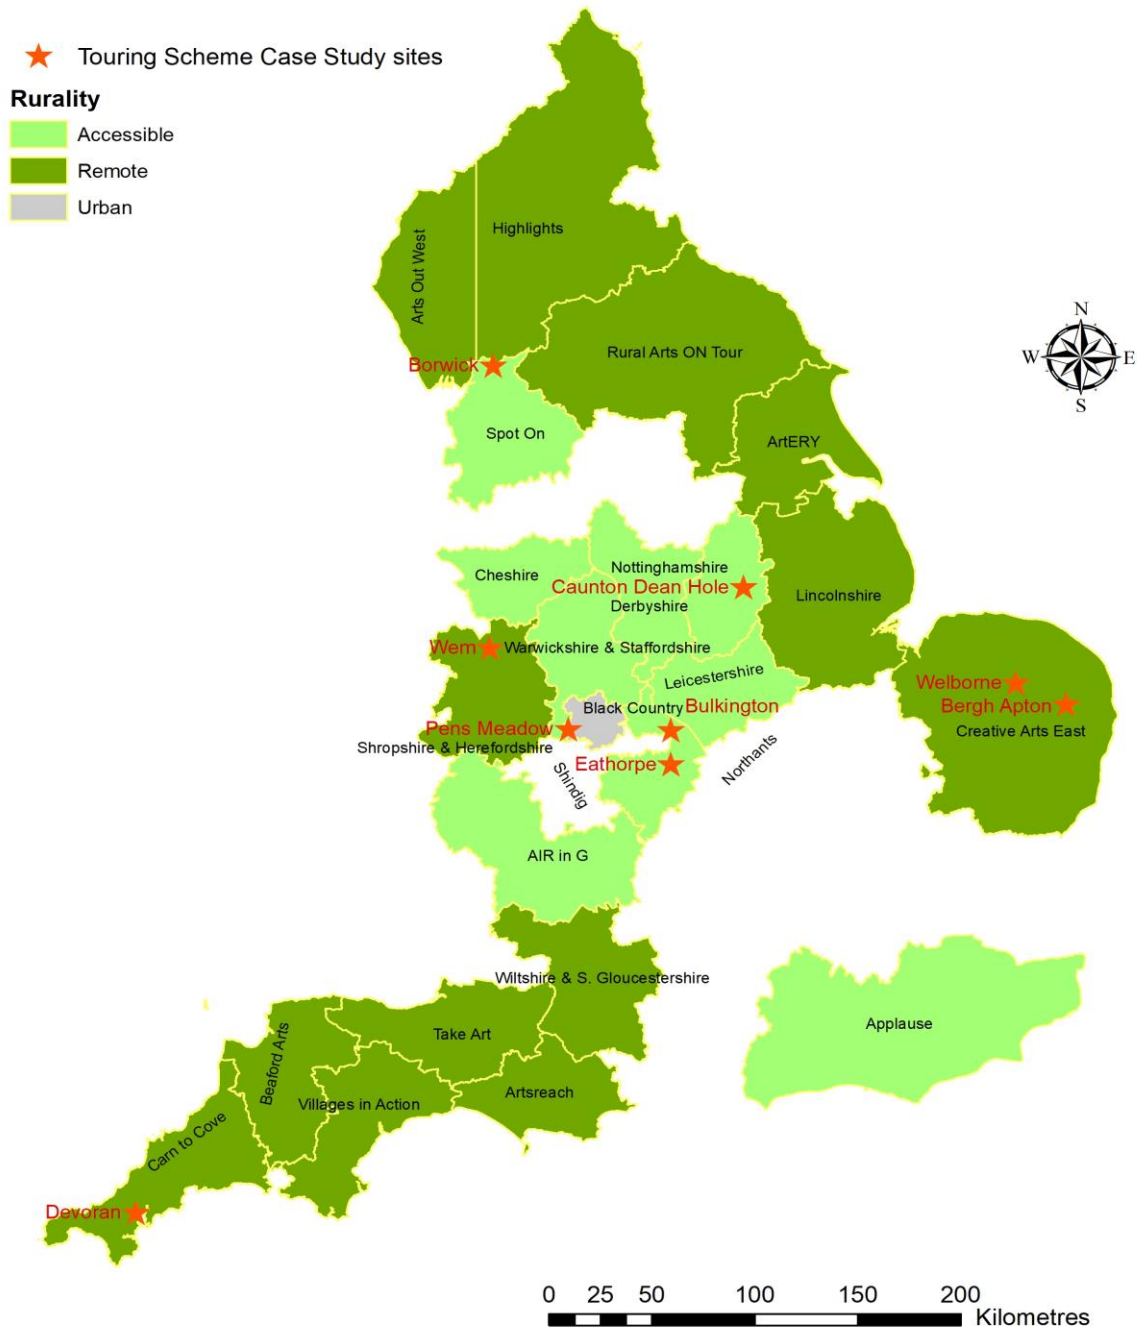 Touring Scheme Case Study sites
Rurality
Accessible
Remote
Urban
Highlights
Arts Out West
N
W
E
S
Rural Arts ON Tour
Borwick
Spot On
ArtERY
Cheshire
Nottinghamshire
Caunton Dean Hole
Derbyshire
Lincolnshire
Wem
Warwickshire & Staffordshire
Leicestershire
Welborne
Bergh Apton
Creative Arts East
Black Country
Bulkington
Pens Meadow
Shropshire & Herefordshire
Eathorpe
Shindig
Northants
AIR in G
Wiltshire & S. Gloucestershire
Applause
Take Art
Beaford Arts
Artsreach
Villages in Action
Carn to Cove
Devoran
0 25 50 100 150 200
Kilometres